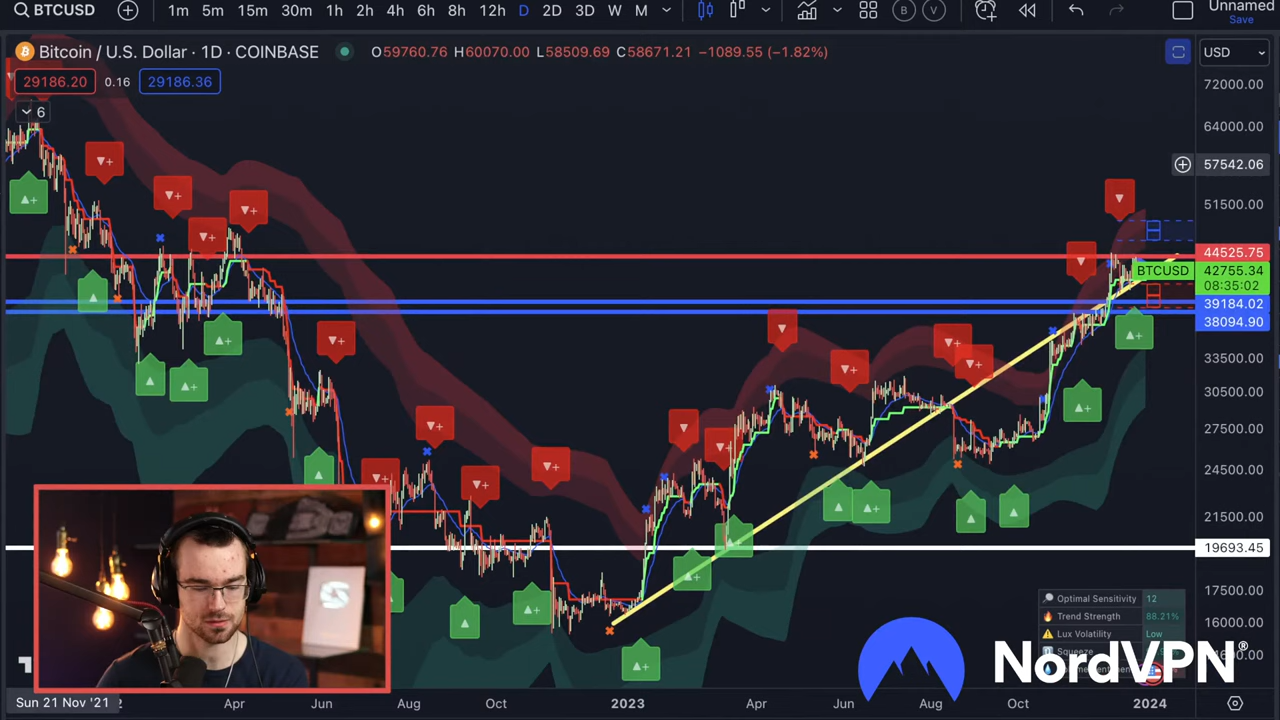 BTCUSD 1m 5m 15m 30m 1h 2h 4h 6h 8h 12h D 2D 3D W M B V Unnamed
Save
Bitcoin / U.S. Dollar · 1D · COINBASE O59760.76 H60070.00 L58509.69 C58671.21 −1089.55 (−1.82%) USD
29186.20 0.16 29186.36
6
72000.00
64000.00
57542.06
51500.00
44525.75
BTCUSD 42755.34
08:35:02
39184.02
38094.90
33500.00
30500.00
27500.00
24500.00
21500.00
19693.45
17500.00
16000.00
Optimal Sensitivity 12
Trend Strength 88.21%
Lux Volatility Low
Squeeze
NordVPN®
Sun 21 Nov '21 Apr Jun Aug Oct 2023 Apr Jun Aug Oct 2024